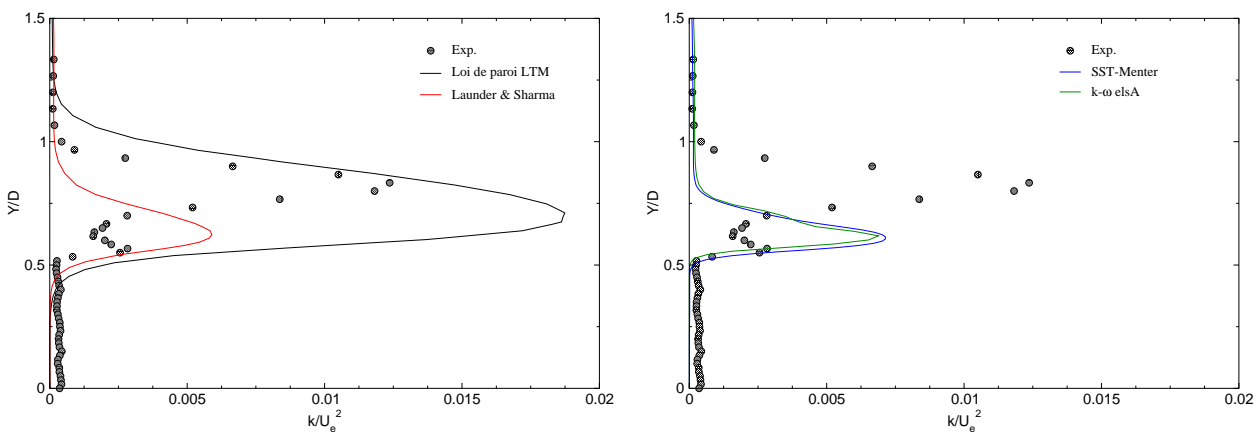 1.5
Exp.
Loi de paroi LTM
Launder & Sharma
1
Y/D
0.5
0
0 0.005 0.01 0.015 0.02
k/U_e^2
1.5
Exp.
SST-Menter
k-ω elsA
1
Y/D
0.5
0
0 0.005 0.01 0.015 0.02
k/U_e^2